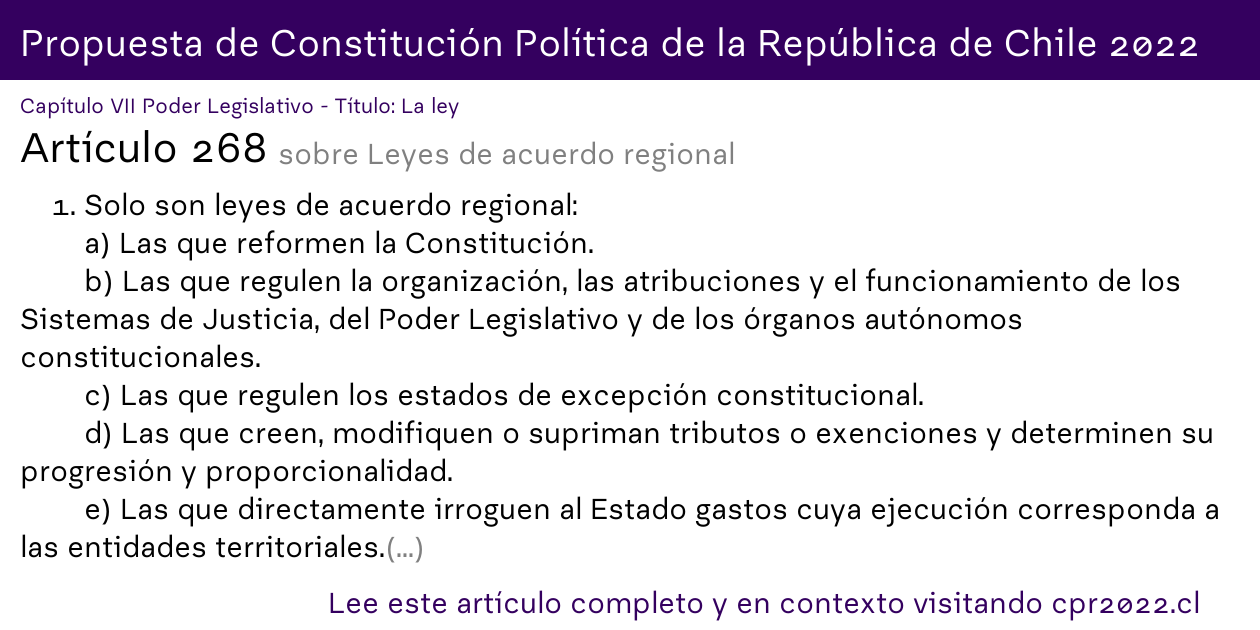 Propuesta de Constitución Política de la República de Chile 2022
Capítulo VII Poder Legislativo - Título: La ley
Artículo 268 sobre Leyes de acuerdo regional
1. Solo son leyes de acuerdo regional:
a) Las que reformen la Constitución.
b) Las que regulen la organización, las atribuciones y el funcionamiento de los
Sistemas de Justicia, del Poder Legislativo y de los órganos autónomos
constitucionales.
c) Las que regulen los estados de excepción constitucional.
d) Las que creen, modifiquen o supriman tributos o exenciones y determinen su
progresión y proporcionalidad.
e) Las que directamente irroguen al Estado gastos cuya ejecución corresponda a
las entidades territoriales.(...)
Lee este artículo completo y en contexto visitando cpr2022.cl